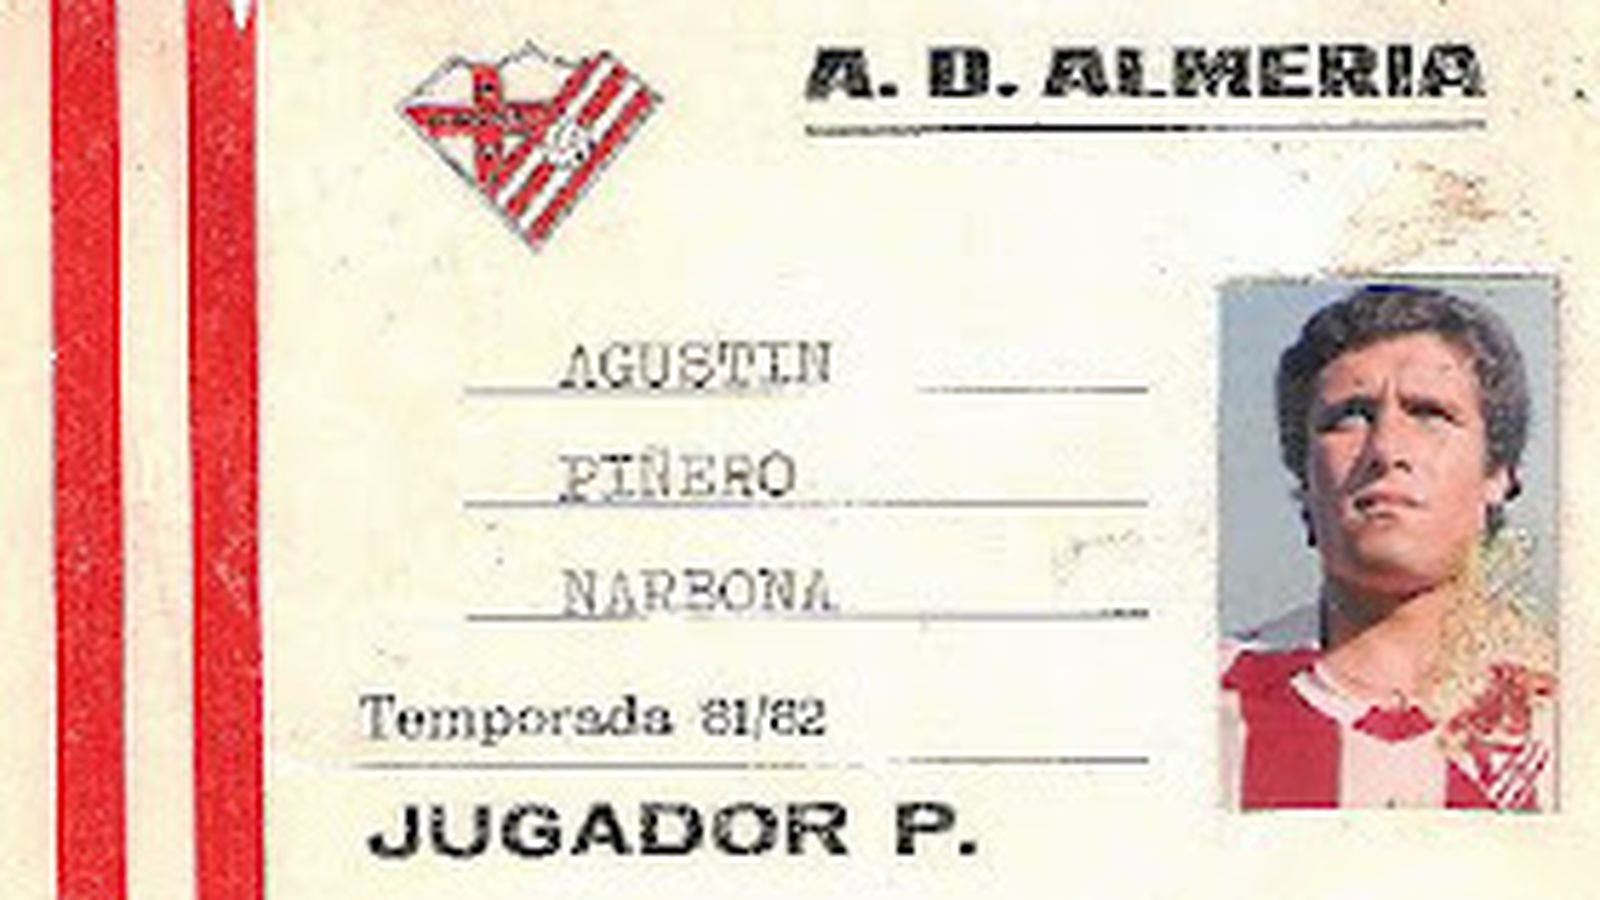 A. D. ALMERIA
AGUSTIN
PIÑERO
NARBONA
Temporada 81/82
JUGADOR P.